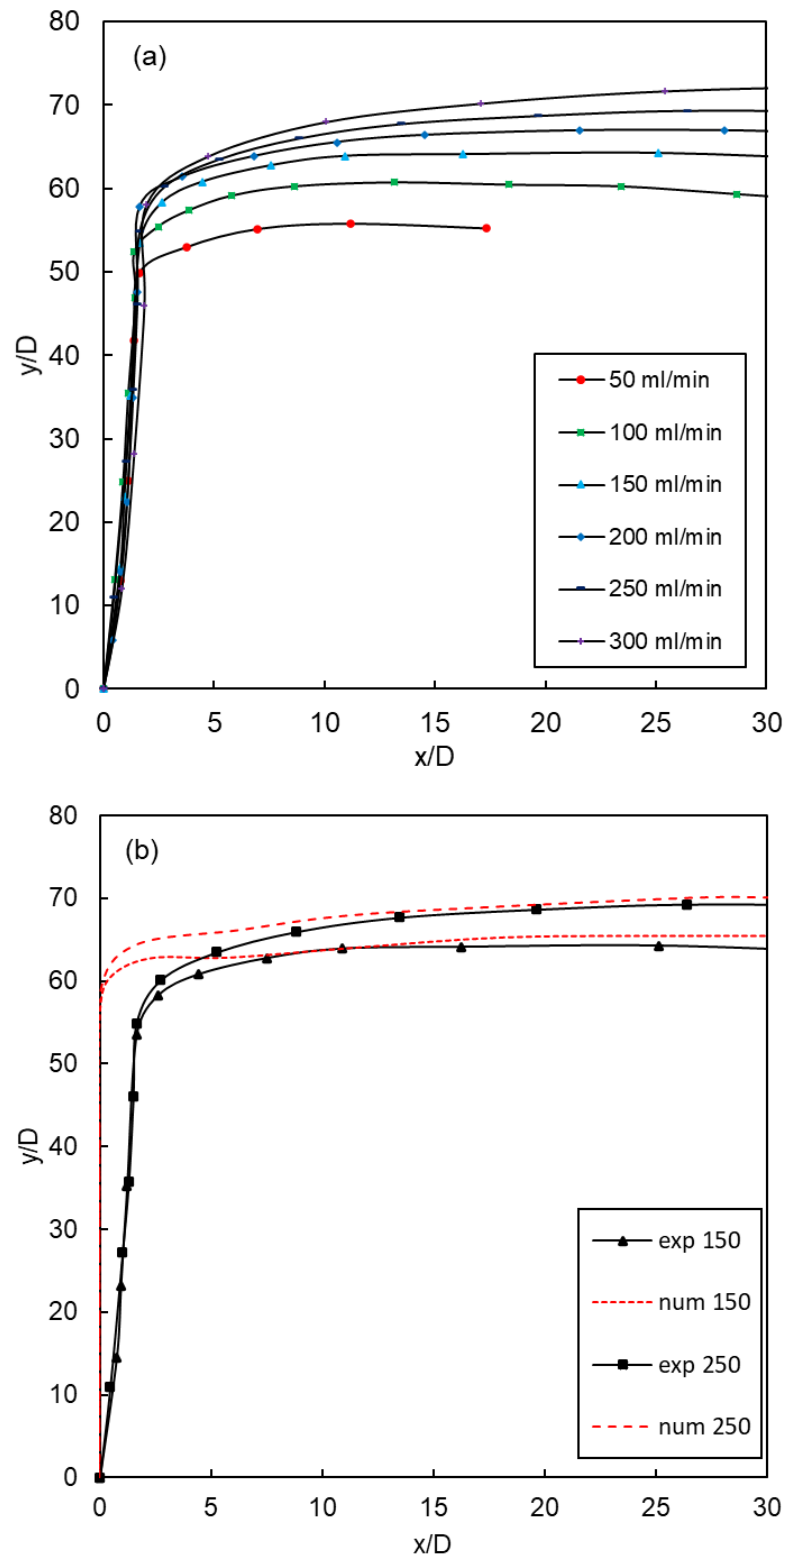 (a)
80
70
60
50
40
30
20
10
0
y/D
0 5 10 15 20 25 30
x/D
50 ml/min
100 ml/min
150 ml/min
200 ml/min
250 ml/min
300 ml/min
(b)
80
70
60
50
40
30
20
10
0
y/D
0 5 10 15 20 25 30
x/D
exp 150
num 150
exp 250
num 250